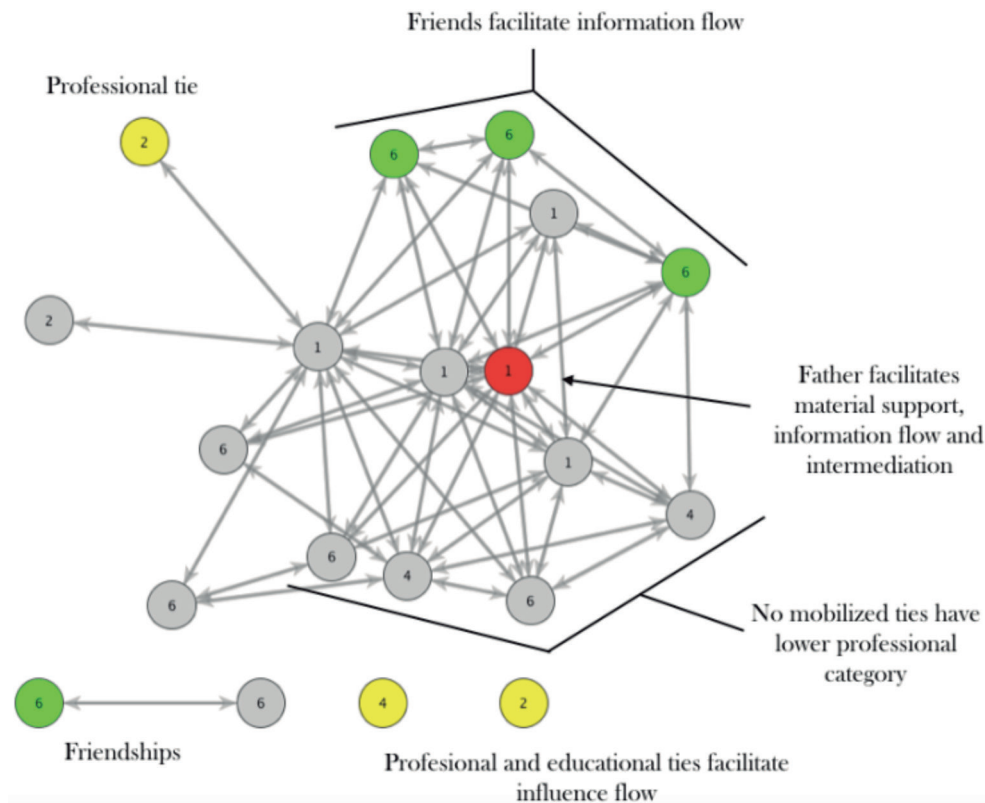 Friends facilitate information flow
Professional tie
2
6
6
1
6
2
1
1
1
Father facilitates
material support,
information flow and
intermediation
6
1
4
6
4
6
6
No mobilized ties have
lower professional
category
6
6
4
2
Friendships
Profesional and educational ties facilitate
influence flow